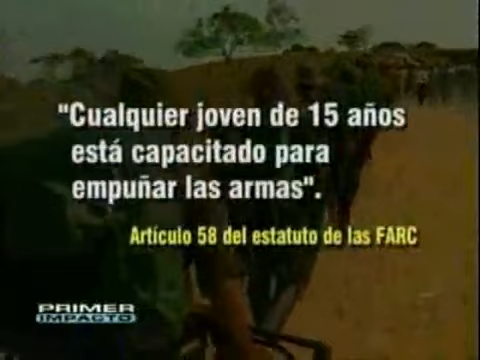 "Cualquier joven de 15 años
está capacitado para
empuñar las armas".
Artículo 58 del estatuto de las FARC
PRIMER
IMPACTO